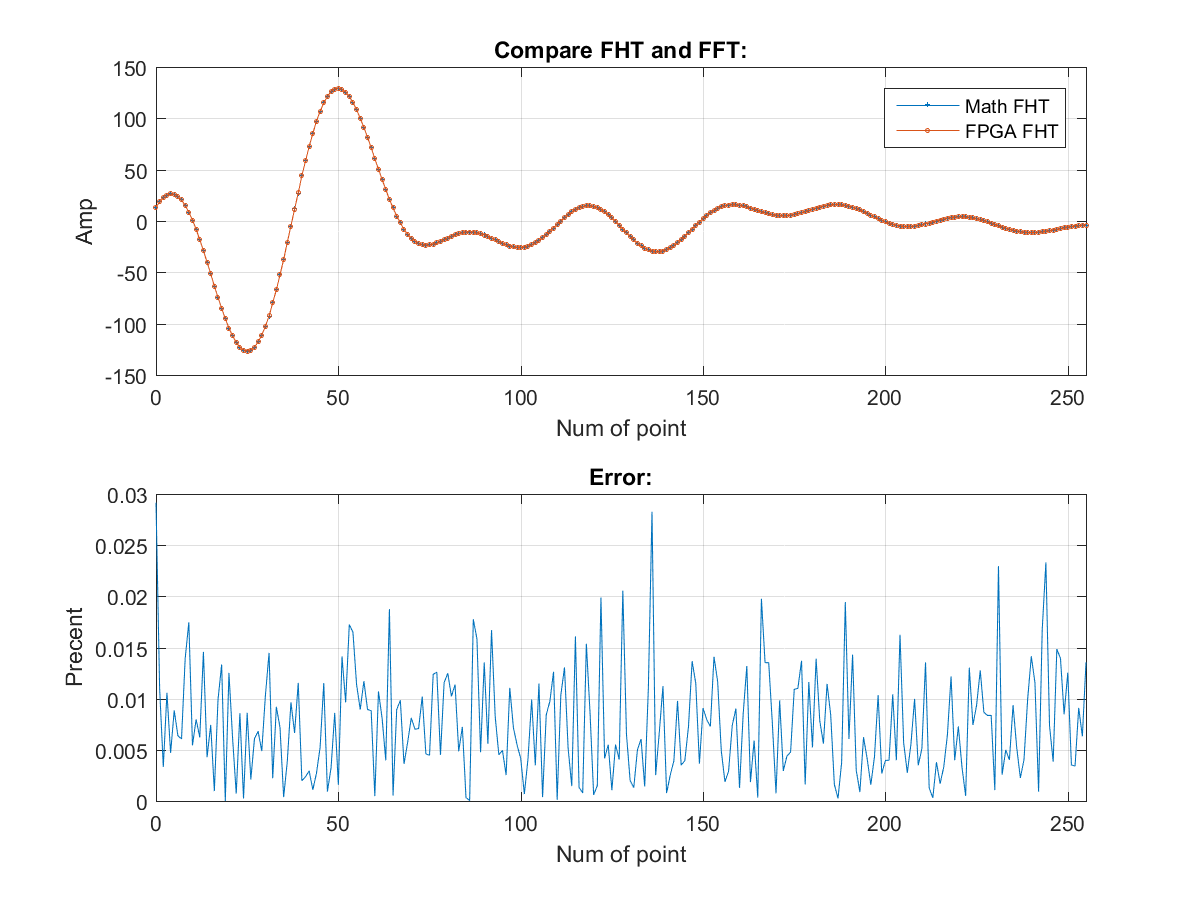 Compare FHT and FFT:
150
100
50
0
-50
-100
-150
Amp
Math FHT
FPGA FHT
0 50 100 150 200 250
Num of point
Error:
0.03
0.025
0.02
0.015
0.01
0.005
0
Precent
0 50 100 150 200 250
Num of point